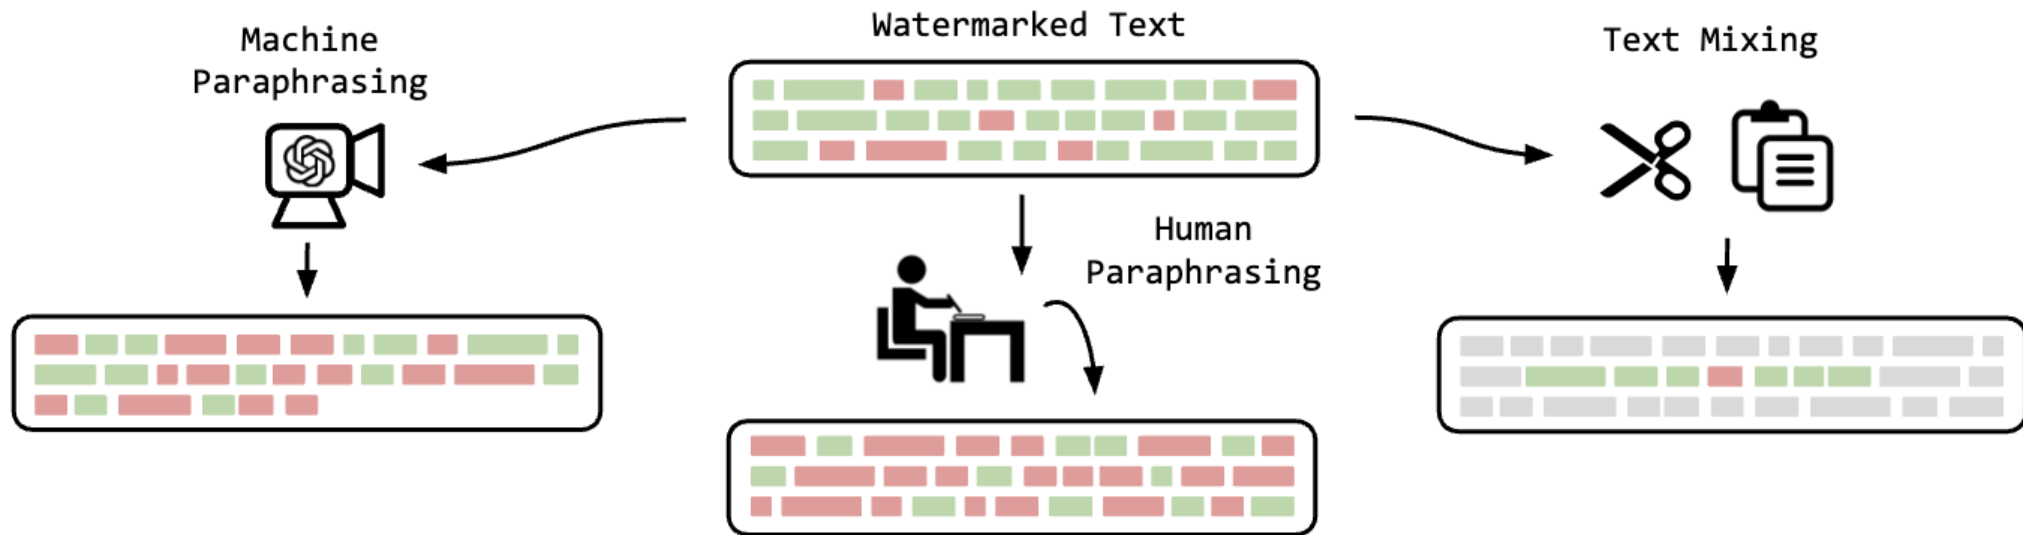 Machine
Paraphrasing
Watermarked Text
Text Mixing
Human
Paraphrasing